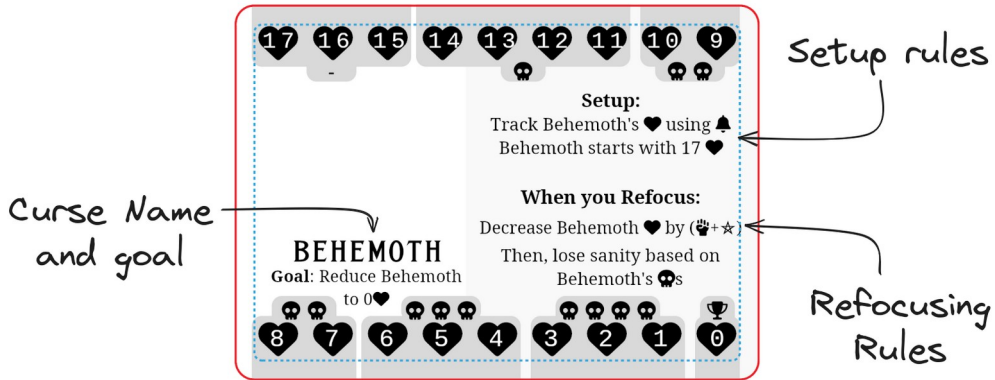 17 16 15 14 13 12 11 10 9
-
Setup rules
Setup:
Track Behemoth's ♥ using 🔔
Behemoth starts with 17 ♥
Curse Name
and goal
When you Refocus:
Decrease Behemoth ♥ by (✊+☆)
Then, lose sanity based on
Behemoth's 💀s
BEHEMOTH
Goal: Reduce Behemoth
to 0♥
Refocusing
Rules
8 7 6 5 4 3 2 1 0